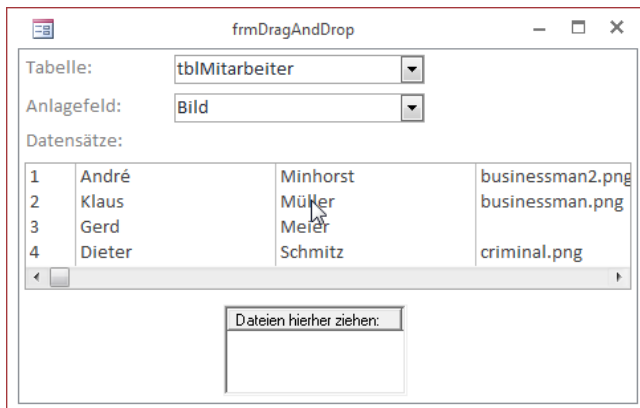 frmDragAndDrop
Tabelle: tblMitarbeiter
Anlagefeld: Bild
Datensätze:
1 André Minhorst businessman2.png
2 Klaus Müller businessman.png
3 Gerd Meier
4 Dieter Schmitz criminal.png
Dateien hierher ziehen: